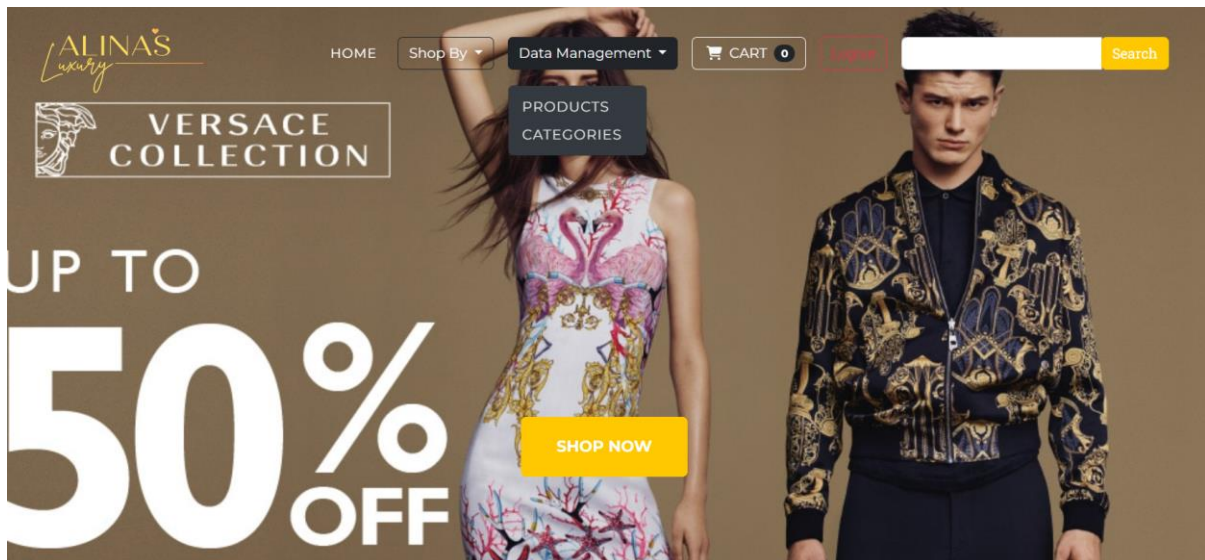 ALINA'S
Luxury
HOME
Shop By
Data Management
CART 0
Logout
Search
PRODUCTS
CATEGORIES
VERSACE
COLLECTION
UP TO
50%
OFF
SHOP NOW